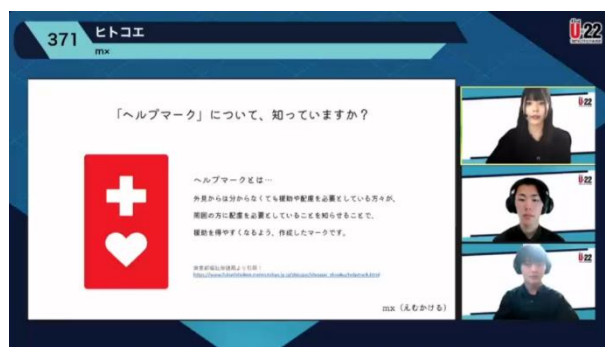 371
ヒトコエ
mx
U-22
「ヘルプマーク」について、知っていますか？
ヘルプマークとは…
外見からは分からなくても援助や配慮を必要としている方々が、
周囲の方に配慮を必要としていることを知らせることで、
援助を得やすくなるよう、作成したマークです。
mx（えむかける）
U-22
U-22
U-22